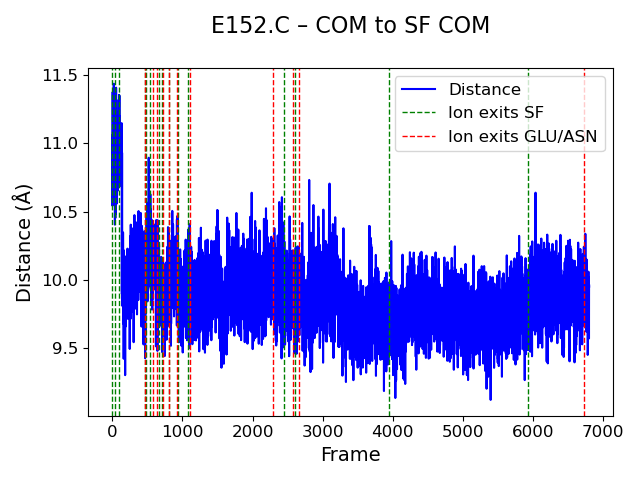 E152.C – COM to SF COM
11.5
11.0
10.5
10.0
9.5
Distance (Å)
Distance
Ion exits SF
Ion exits GLU/ASN
0 1000 2000 3000 4000 5000 6000 7000
Frame